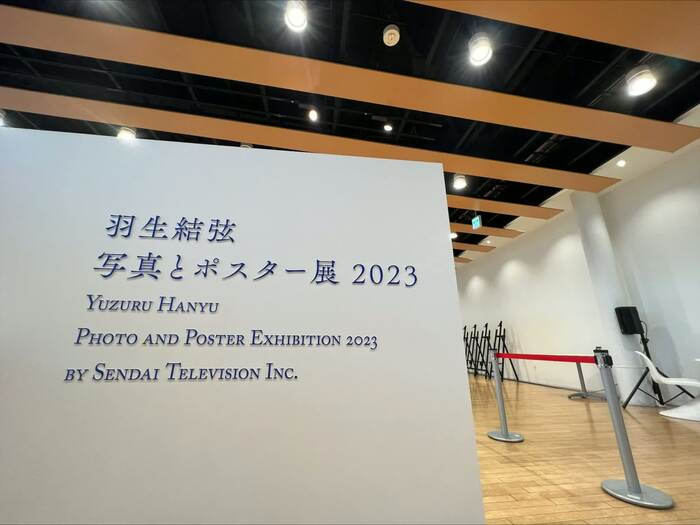 羽生結弦
写真とポスター展 2023
YUZURU HANYU
PHOTO AND POSTER EXHIBITION 2023
BY SENDAI TELEVISION INC.